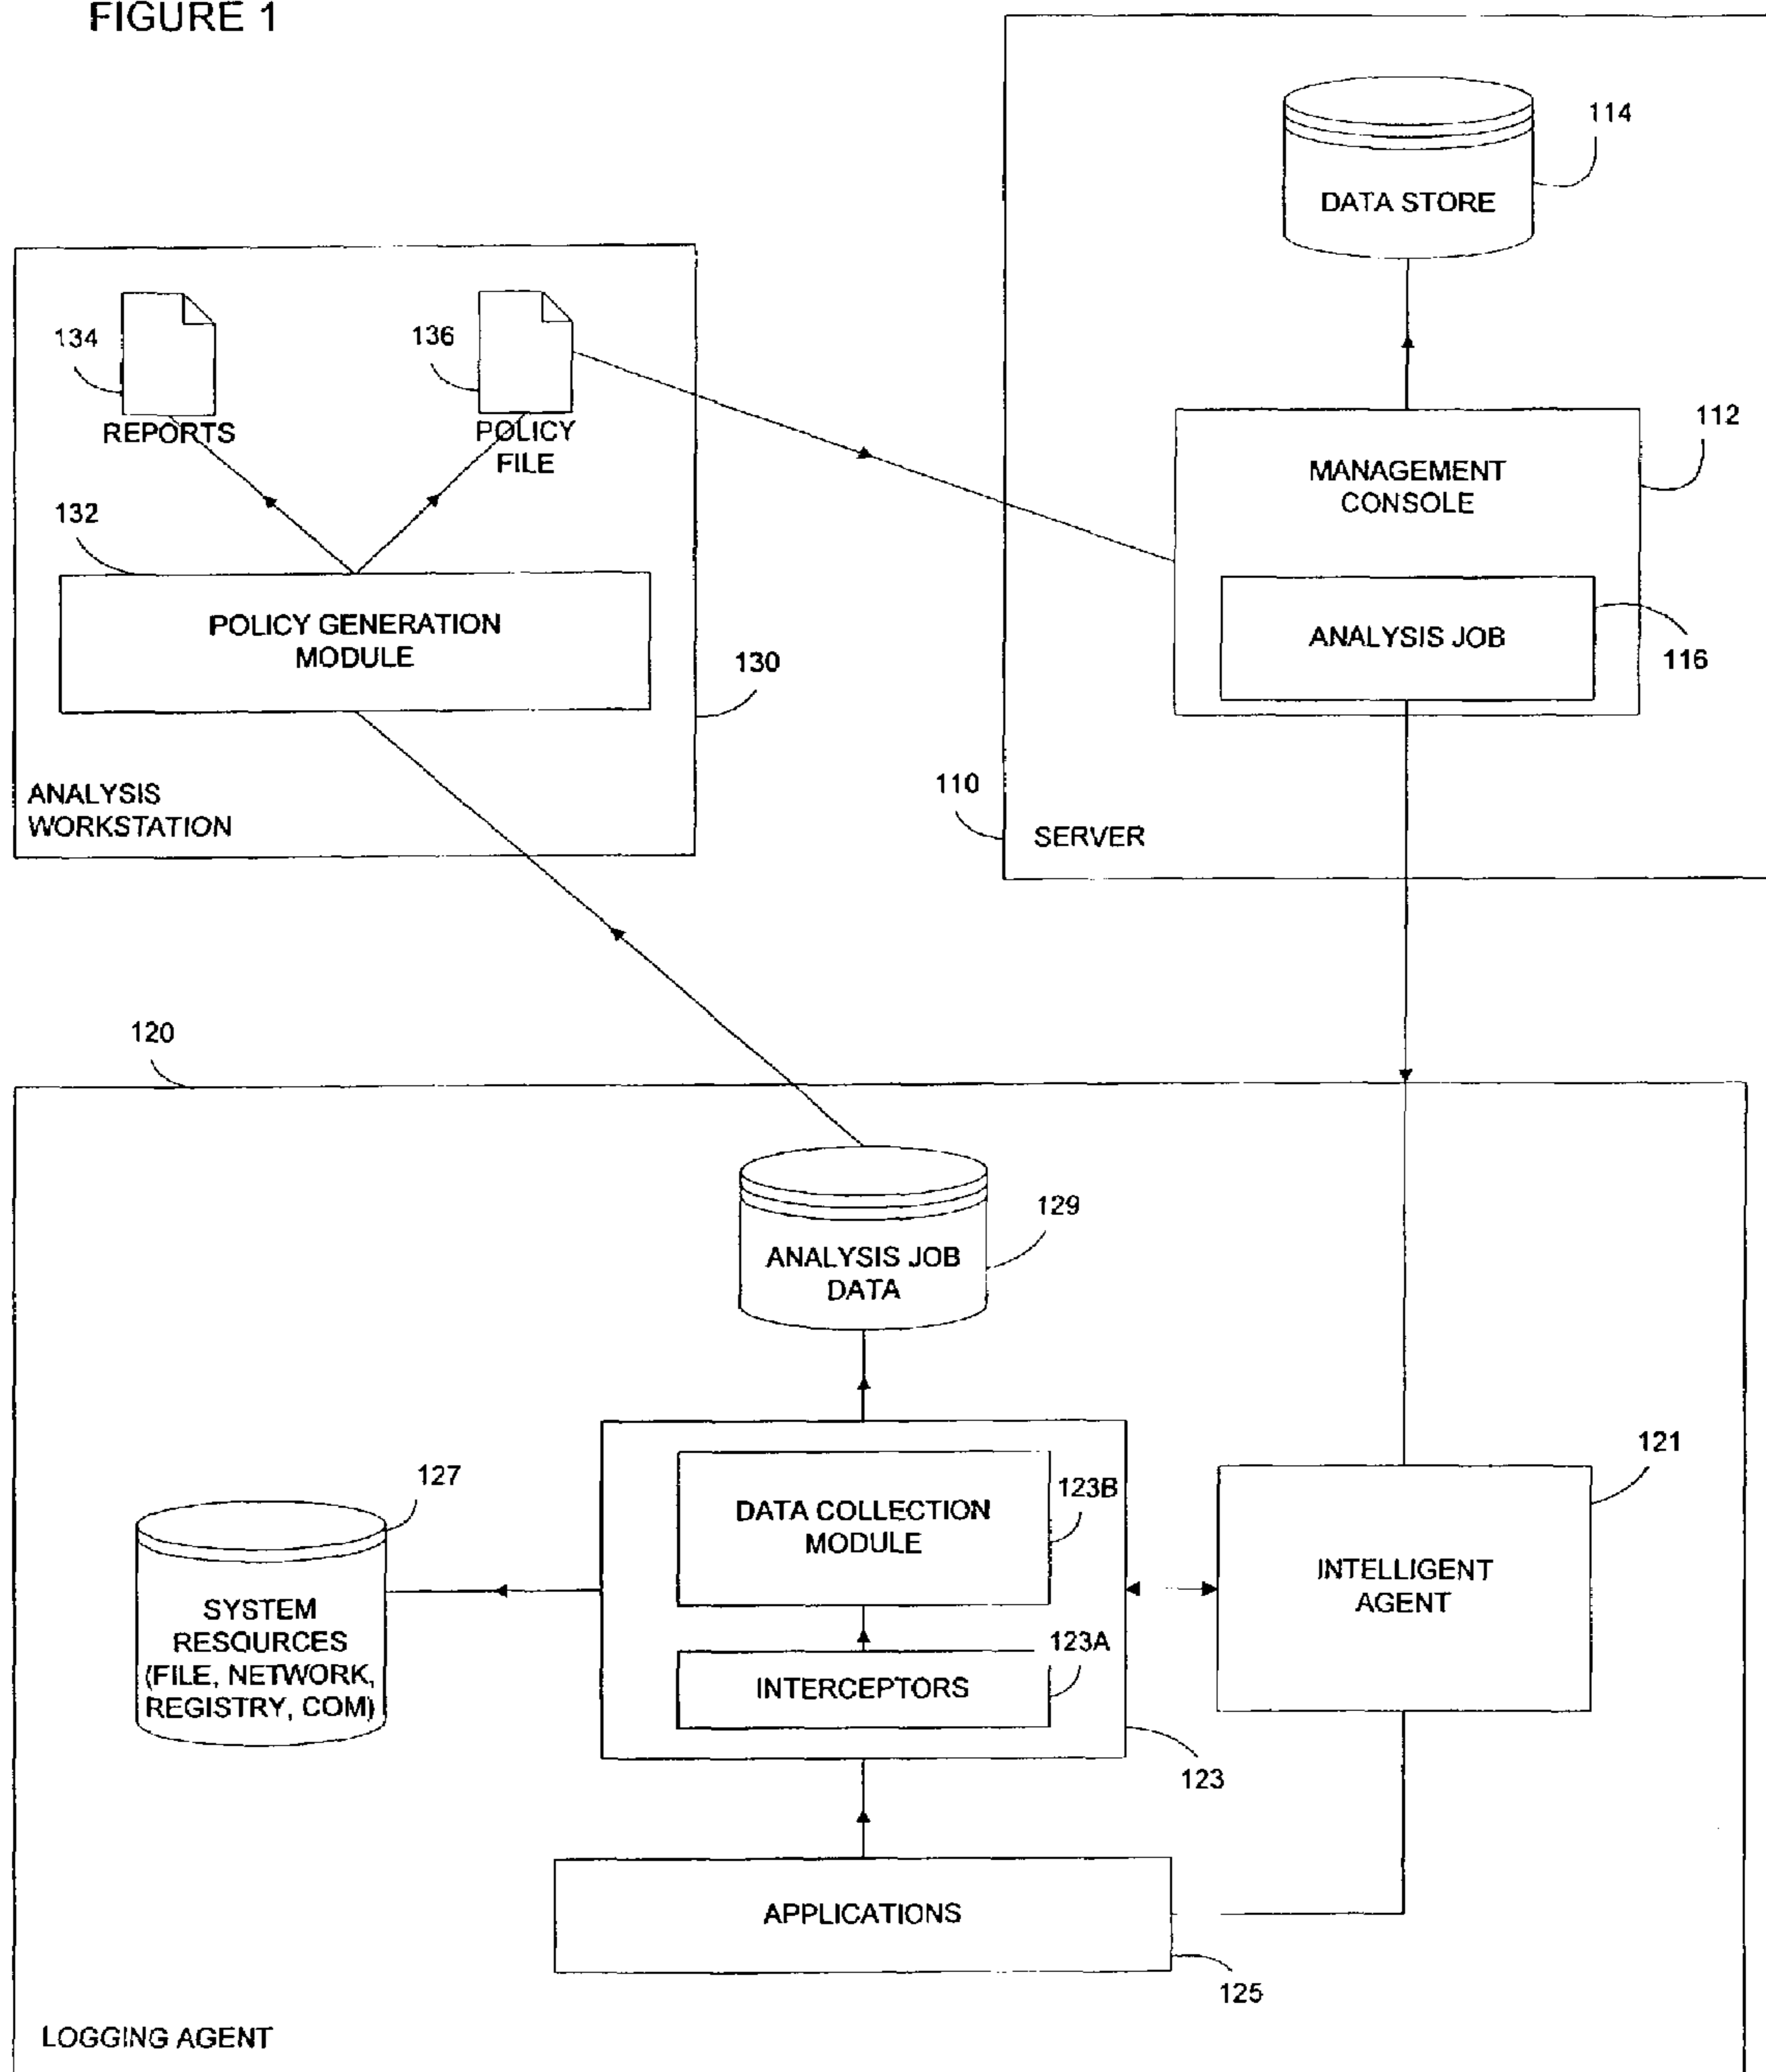 FIGURE 1
114
DATA STORE
134
136
REPORTS
POLICY
FILE
112
MANAGEMENT
CONSOLE
132
POLICY GENERATION
MODULE
ANALYSIS JOB
116
130
ANALYSIS
WORKSTATION
110
SERVER
120
129
ANALYSIS JOB
DATA
127
121
123B
DATA COLLECTION
MODULE
INTELLIGENT
AGENT
SYSTEM
RESOURCES
(FILE, NETWORK,
REGISTRY, COM)
123A
INTERCEPTORS
123
APPLICATIONS
125
LOGGING AGENT